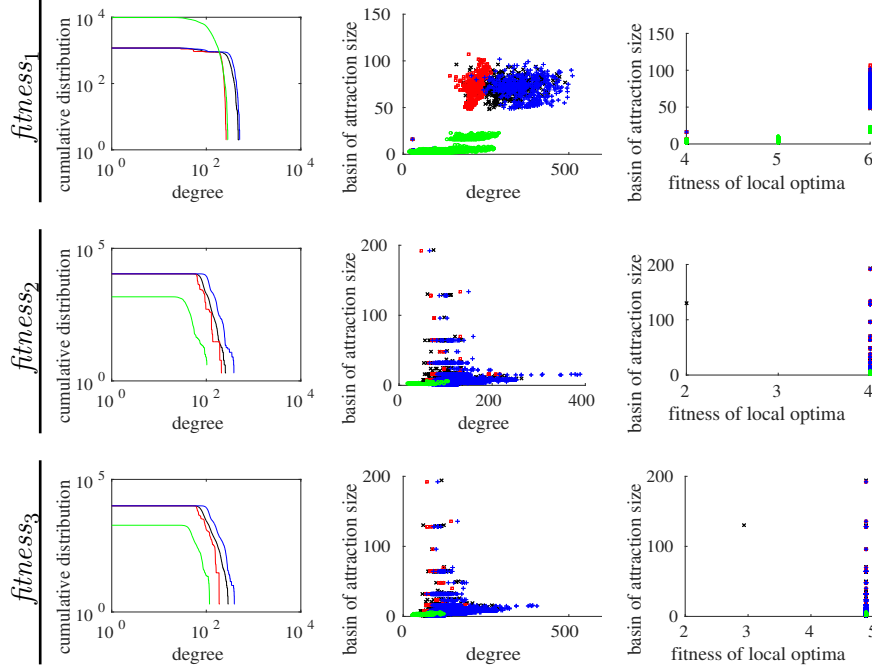 fitness1
cumulative distribution
10^4
10^2
10^0
10^0 10^2 10^4
degree
basin of attraction size
150
100
50
0
0 500
degree
basin of attraction size
150
100
50
0
4 5 6
fitness of local optima
fitness2
cumulative distribution
10^5
10^0
10^0 10^2 10^4
degree
basin of attraction size
200
100
0
0 200 400
degree
basin of attraction size
200
150
100
50
0
2 3 4
fitness of local optima
fitness3
cumulative distribution
10^5
10^0
10^0 10^2 10^4
degree
basin of attraction size
200
100
0
0 500
degree
basin of attraction size
200
150
100
50
0
2 3 4 5
fitness of local optima